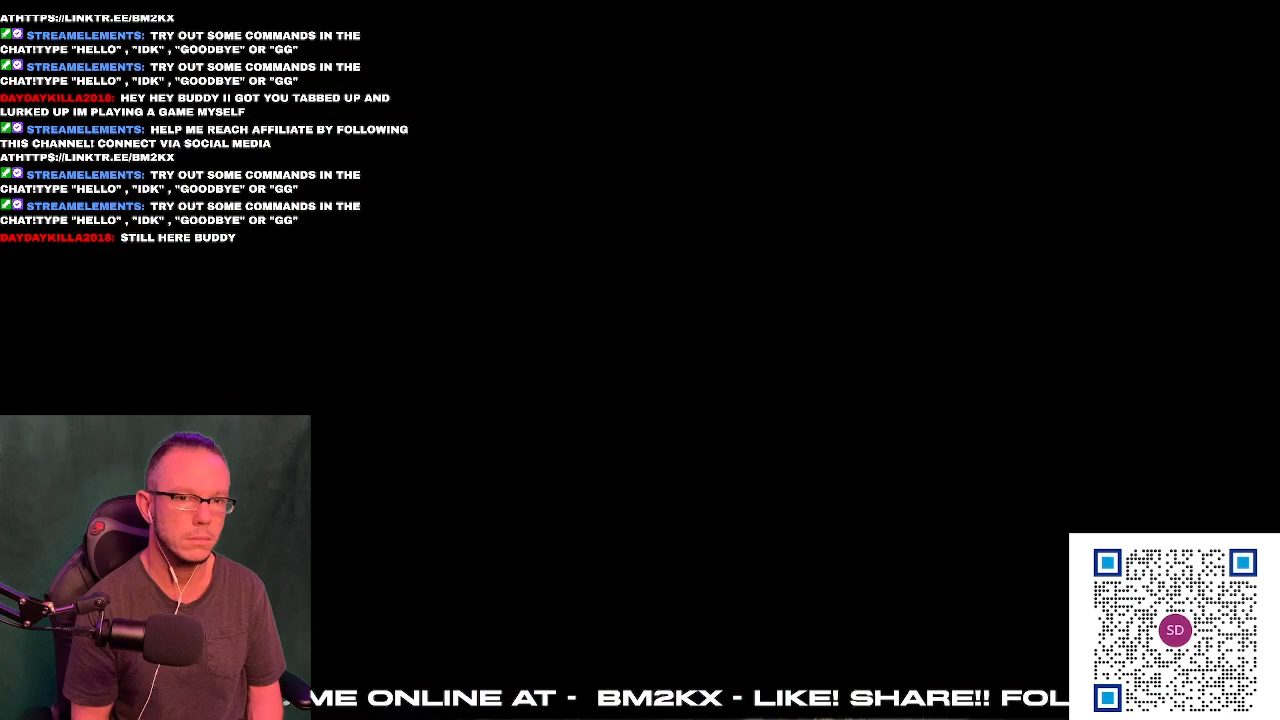 ATHTTPS://LINKTR.EE/BM2KX
STREAMELEMENTS: TRY OUT SOME COMMANDS IN THE
CHAT!TYPE "HELLO" , "IDK" , "GOODBYE" OR "GG"
STREAMELEMENTS: TRY OUT SOME COMMANDS IN THE
CHAT!TYPE "HELLO" , "IDK" , "GOODBYE" OR "GG"
DAYDAYKILLA2018: HEY HEY BUDDY II GOT YOU TABBED UP AND
LURKED UP IM PLAYING A GAME MYSELF
STREAMELEMENTS: HELP ME REACH AFFILIATE BY FOLLOWING
THIS CHANNEL! CONNECT VIA SOCIAL MEDIA
ATHTTPS://LINKTR.EE/BM2KX
STREAMELEMENTS: TRY OUT SOME COMMANDS IN THE
CHAT!TYPE "HELLO" , "IDK" , "GOODBYE" OR "GG"
STREAMELEMENTS: TRY OUT SOME COMMANDS IN THE
CHAT!TYPE "HELLO" , "IDK" , "GOODBYE" OR "GG"
DAYDAYKILLA2018: STILL HERE BUDDY
SD
ME ONLINE AT - BM2KX - LIKE! SHARE!! FOL